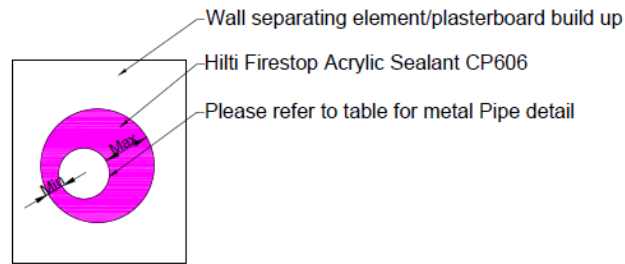 Wall separating element/plasterboard build up
Hilti Firestop Acrylic Sealant CP606
Please refer to table for metal Pipe detail
Max
Min